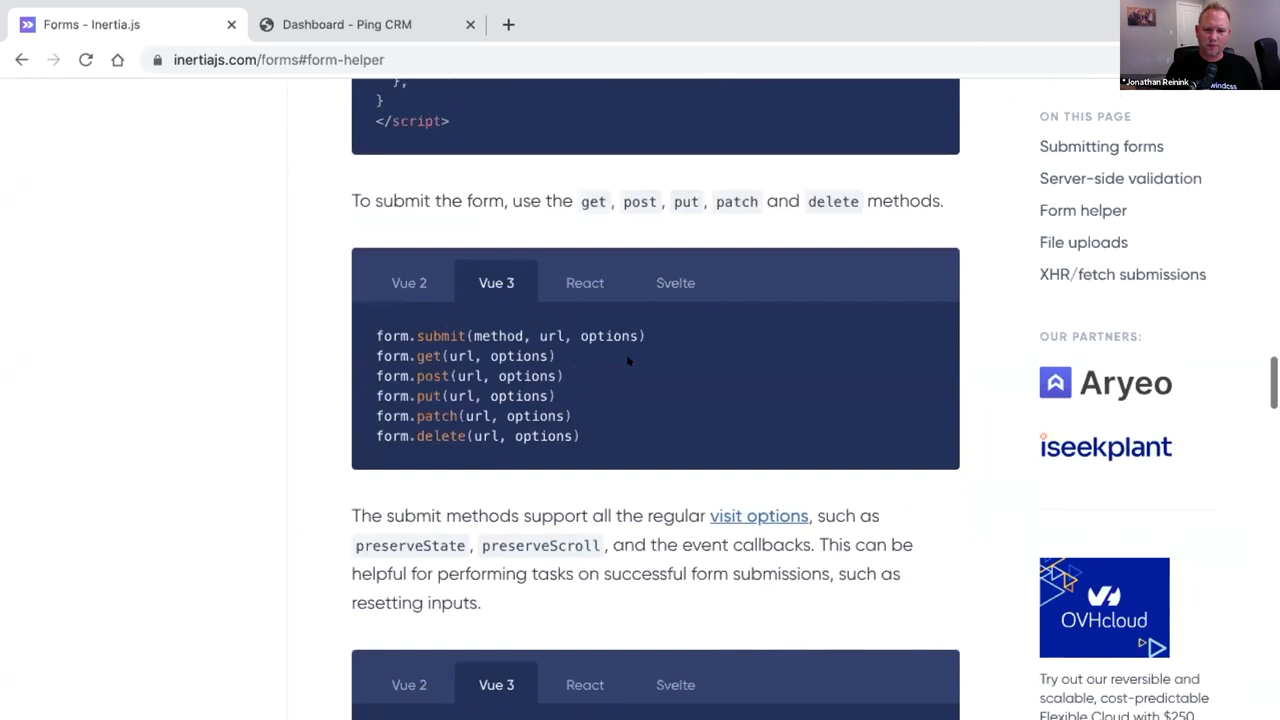 Forms - Inertia.js
Dashboard - Ping CRM
inertiajs.com/forms#form-helper
*Jonathan Reinink
windcss
},
}
</script>
To submit the form, use the get, post, put, patch and delete methods.
Vue 2 Vue 3 React Svelte
form.submit(method, url, options)
form.get(url, options)
form.post(url, options)
form.put(url, options)
form.patch(url, options)
form.delete(url, options)
The submit methods support all the regular visit options, such as
preserveState, preserveScroll, and the event callbacks. This can be
helpful for performing tasks on successful form submissions, such as
resetting inputs.
Vue 2 Vue 3 React Svelte
ON THIS PAGE
Submitting forms
Server-side validation
Form helper
File uploads
XHR/fetch submissions
OUR PARTNERS:
Aryeo
iseekplant
OVHcloud
Try out our reversible and
scalable, cost-predictable
Flexible Cloud with $250